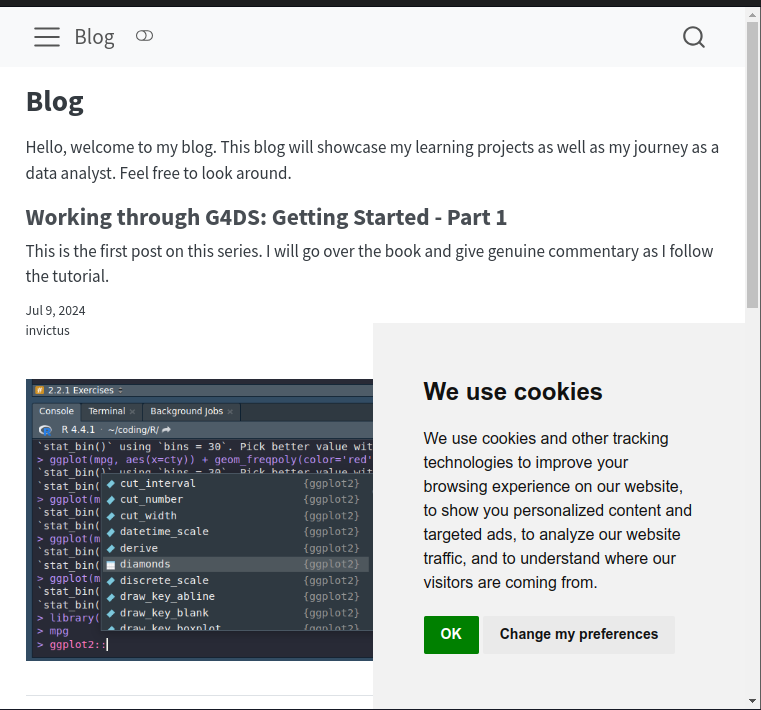 Blog
Blog
Hello, welcome to my blog. This blog will showcase my learning projects as well as my journey as a
data analyst. Feel free to look around.
Working through G4DS: Getting Started - Part 1
This is the first post on this series. I will go over the book and give genuine commentary as I follow
the tutorial.
Jul 9, 2024
invictus
2.2.1 Exercises
Console Terminal Background Jobs
R 4.4.1 · ~/coding/R/
`stat_bin()` using `bins = 30`. Pick better value wit
> ggplot(mpg, aes(x=cty)) + geom_freqpoly(color='red'
`stat_bin()` using `bins = 30`. Pick better value wit
`stat_bin(
cut_interval {ggplot2}
> ggplot(m
cut_number {ggplot2}
`stat_bin(
cut_width {ggplot2}
`stat_bin(
datetime_scale {ggplot2}
> ggplot(m
derive {ggplot2}
`stat_bin(
diamonds {ggplot2}
`stat_bin(
> ggplot(m
discrete_scale {ggplot2}
`stat_bin(
draw_key_abline {ggplot2}
`stat_bin(
draw_key_blank {ggplot2}
> library(
draw_key_boxplot {ggplot2}
> mpg
> ggplot2::
We use cookies
We use cookies and other tracking
technologies to improve your
browsing experience on our website,
to show you personalized content and
targeted ads, to analyze our website
traffic, and to understand where our
visitors are coming from.
OK Change my preferences